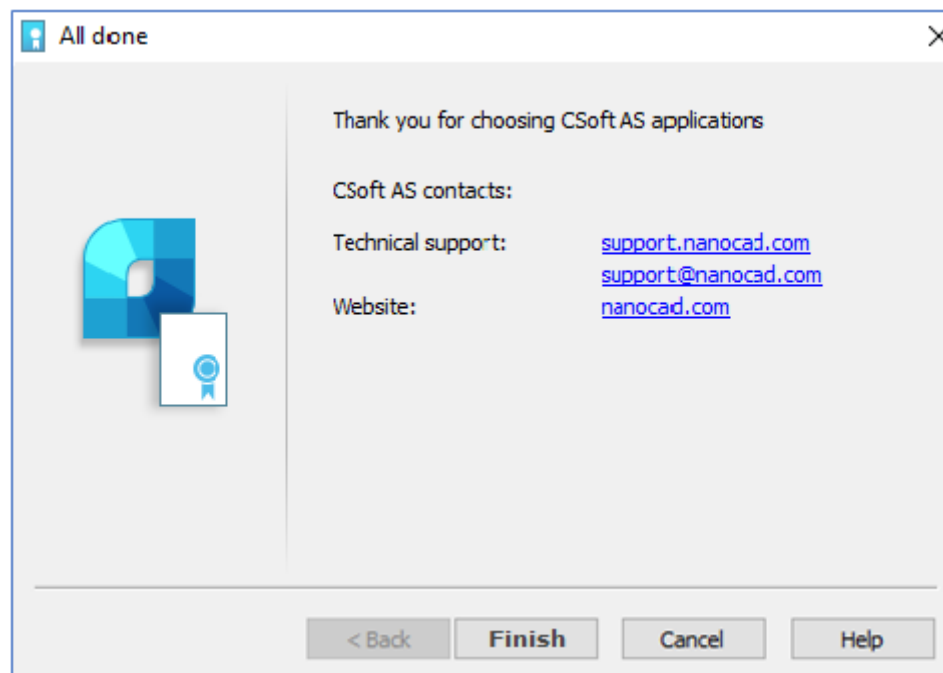 All done
Thank you for choosing CSoft AS applications
CSoft AS contacts:
Technical support: support.nanocad.com
support@nanocad.com
Website: nanocad.com
< Back Finish Cancel Help